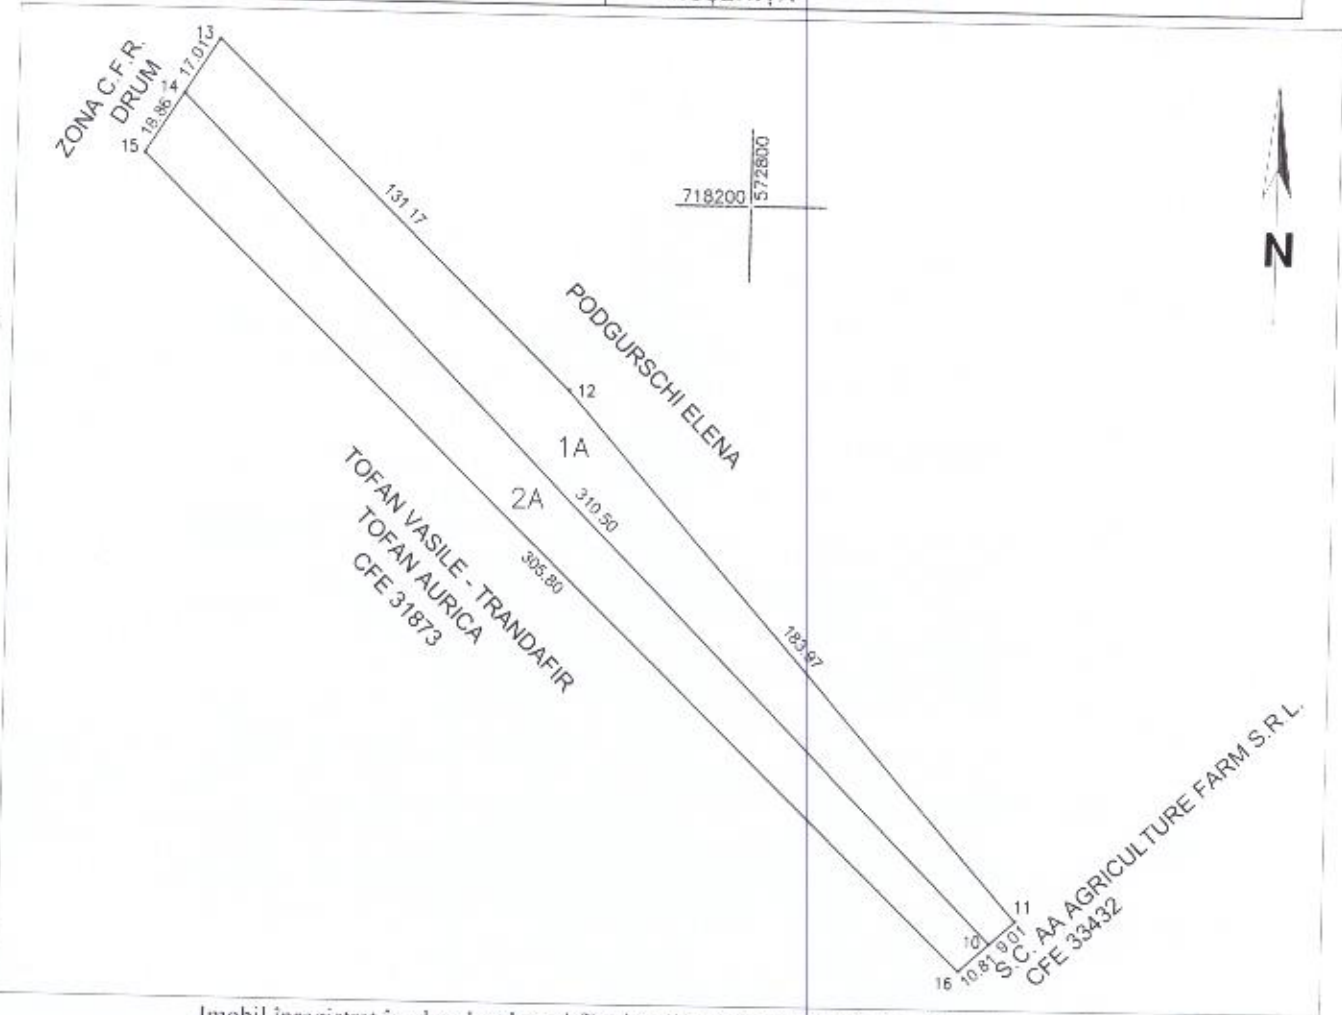 13
17.01
ZONA C.F.R.
DRUM
14
18.86
15
131.17
718200
572800
N
PODGURSCHI ELENA
12
1A
2A
310.50
305.80
TOFAN VASILE - TRANDAFIR
TOFAN AURICA
CFE 31873
183.97
11
10
9.01
10.81
16
S.C. AA AGRICULTURE FARM S.R.L.
CFE 33432